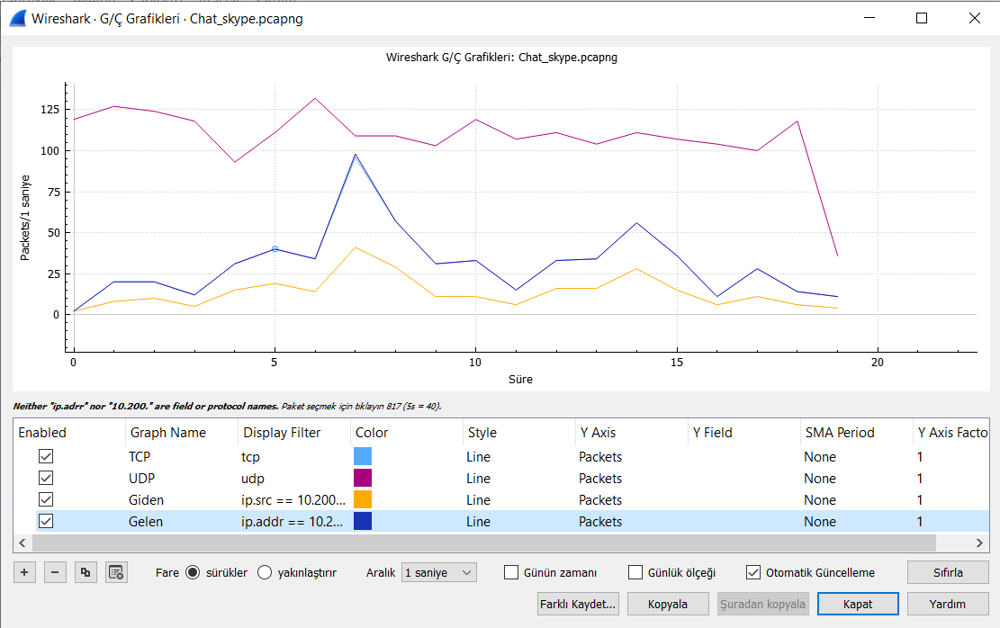 Wireshark · G/Ç Grafikleri · Chat_skype.pcapng
Wireshark G/Ç Grafikleri: Chat_skype.pcapng
Packets/1 saniye
125
100
75
50
25
0
0 5 10 15 20
Süre
Neither "ip.adrr" nor "10.200." are field or protocol names. Paket seçmek için tıklayın 817 (5s = 40).
Enabled Graph Name Display Filter Color Style Y Axis Y Field SMA Period Y Axis Facto
TCP tcp Line Packets None 1
UDP udp Line Packets None 1
Giden ip.src == 10.200... Line Packets None 1
Gelen ip.addr == 10.2... Line Packets None 1
Fare sürükler yakınlaştırır Aralık 1 saniye Günün zamanı Günlük ölçeği Otomatik Güncelleme Sıfırla
Farklı Kaydet... Kopyala Şuradan kopyala Kapat Yardım